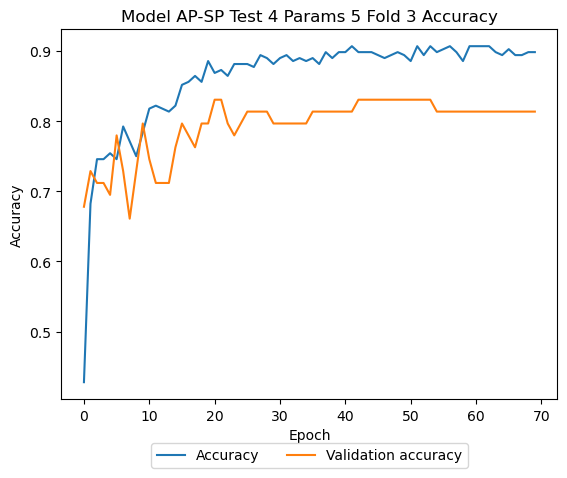 Model AP-SP Test 4 Params 5 Fold 3 Accuracy
0.9
0.8
0.7
0.6
0.5
Accuracy
0 10 20 30 40 50 60 70
Epoch
Accuracy Validation accuracy